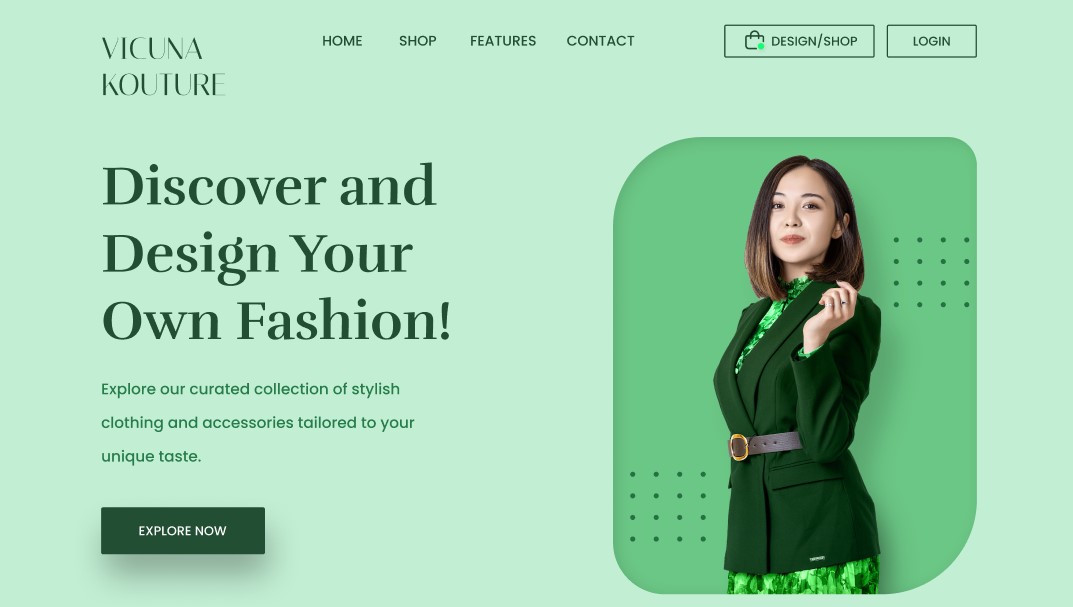 VICUNA
KOUTURE
HOME SHOP FEATURES CONTACT
DESIGN/SHOP
LOGIN
Discover and
Design Your
Own Fashion!
Explore our curated collection of stylish
clothing and accessories tailored to your
unique taste.
EXPLORE NOW